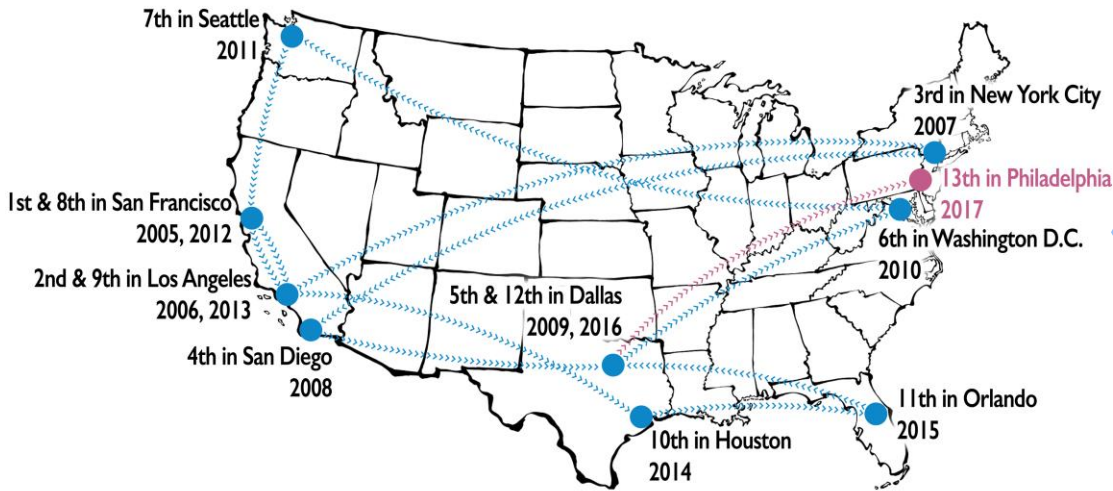 7th in Seattle
2011
3rd in New York City
2007
13th in Philadelphia
2017
1st & 8th in San Francisco
2005, 2012
6th in Washington D.C.
2010
2nd & 9th in Los Angeles
2006, 2013
5th & 12th in Dallas
2009, 2016
4th in San Diego
2008
11th in Orlando
2015
10th in Houston
2014